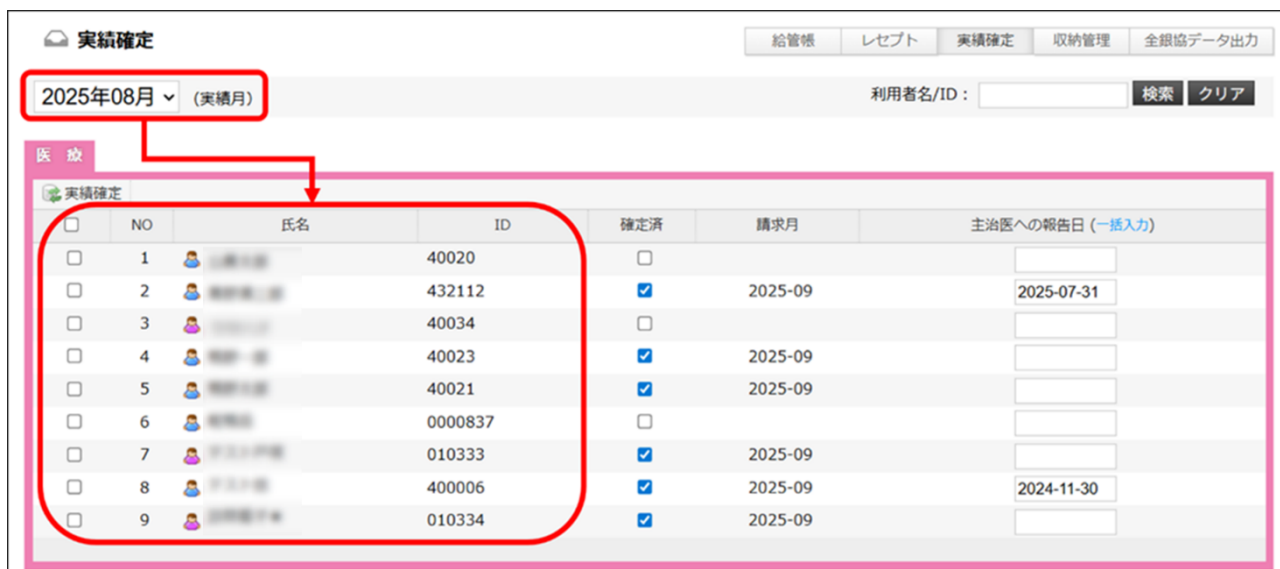 実績確定
給管帳 レセプト 実績確定 収納管理 全銀協データ出力
2025年08月 (実績月) 利用者名/ID： 検索 クリア
医 療
実績確定
NO 氏名 ID 確定済 請求月 主治医への報告日 (一括入力)
1 40020
2 432112 2025-09 2025-07-31
3 40034
4 40023 2025-09
5 40021 2025-09
6 0000837
7 010333 2025-09
8 400006 2025-09 2024-11-30
9 010334 2025-09